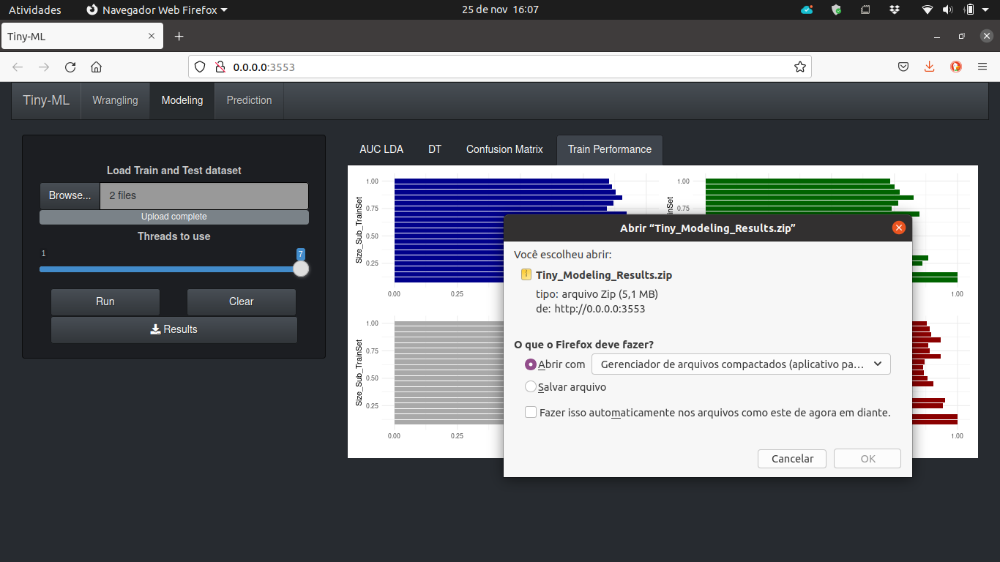 Atividades
Navegador Web Firefox
25 de nov 16:07
Tiny-ML
0.0.0.0:3553
Tiny-ML
Wrangling
Modeling
Prediction
Load Train and Test dataset
Browse...
2 files
Upload complete
Threads to use
1
7
Run
Clear
Results
AUC LDA
DT
Confusion Matrix
Train Performance
Size_Sub_TrainSet
1.00
0.75
0.50
0.25
0.00
0.25
inSet
1.00
0.75
1.00
Size_Sub_TrainSet
1.00
0.75
0.50
0.25
0.00
0.25
1.00
Abrir “Tiny_Modeling_Results.zip”
Você escolheu abrir:
Tiny_Modeling_Results.zip
tipo: arquivo Zip (5,1 MB)
de: http://0.0.0.0:3553
O que o Firefox deve fazer?
Abrir com
Gerenciador de arquivos compactados (aplicativo pa...
Salvar arquivo
Fazer isso automaticamente nos arquivos como este de agora em diante.
Cancelar
OK